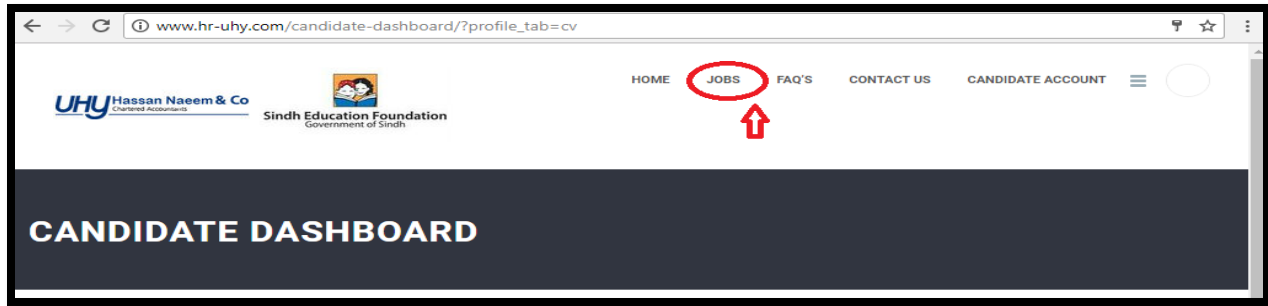 www.hr-uhy.com/candidate-dashboard/?profile_tab=cv
HOME JOBS FAQ'S CONTACT US CANDIDATE ACCOUNT
UHY Hassan Naeem & Co
Chartered Accountants
Sindh Education Foundation
Government of Sindh
CANDIDATE DASHBOARD